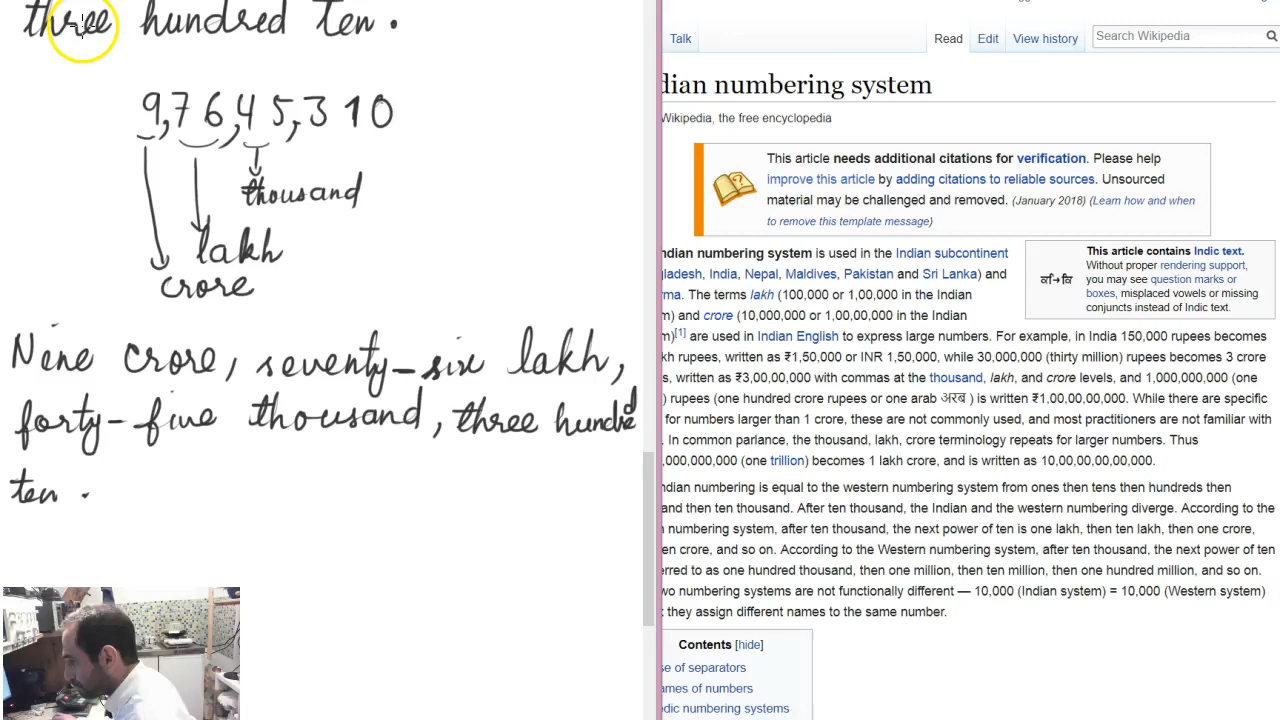 three hundred ten.
9,76,45,310
thousand
lakh
crore
Nine crore, seventy-six lakh,
forty-five thousand, three hundred
ten.
Talk
Read Edit View history
Search Wikipedia
dian numbering system
Wikipedia, the free encyclopedia
This article needs additional citations for verification. Please help
improve this article by adding citations to reliable sources. Unsourced
material may be challenged and removed. (January 2018) (Learn how and when
to remove this template message)
ndian numbering system is used in the Indian subcontinent
gladesh, India, Nepal, Maldives, Pakistan and Sri Lanka) and
ma. The terms lakh (100,000 or 1,00,000 in the Indian
m) and crore (10,000,000 or 1,00,00,000 in the Indian
m)[1] are used in Indian English to express large numbers. For example, in India 150,000 rupees becomes
kh rupees, written as ₹1,50,000 or INR 1,50,000, while 30,000,000 (thirty million) rupees becomes 3 crore
s, written as ₹3,00,00,000 with commas at the thousand, lakh, and crore levels, and 1,000,000,000 (one
) rupees (one hundred crore rupees or one arab अरब ) is written ₹1,00,00,00,000. While there are specific
for numbers larger than 1 crore, these are not commonly used, and most practitioners are not familiar with
. In common parlance, the thousand, lakh, crore terminology repeats for larger numbers. Thus
,000,000,000 (one trillion) becomes 1 lakh crore, and is written as 10,00,00,00,00,000.
This article contains Indic text.
Without proper rendering support,
you may see question marks or
boxes, misplaced vowels or missing
conjuncts instead of Indic text.
ndian numbering is equal to the western numbering system from ones then tens then hundreds then
and then ten thousand. After ten thousand, the Indian and the western numbering diverge. According to the
n numbering system, after ten thousand, the next power of ten is one lakh, then ten lakh, then one crore,
en crore, and so on. According to the Western numbering system, after ten thousand, the next power of ten
erred to as one hundred thousand, then one million, then ten million, then one hundred million, and so on.
wo numbering systems are not functionally different — 10,000 (Indian system) = 10,000 (Western system)
they assign different names to the same number.
Contents [hide]
se of separators
ames of numbers
edic numbering systems